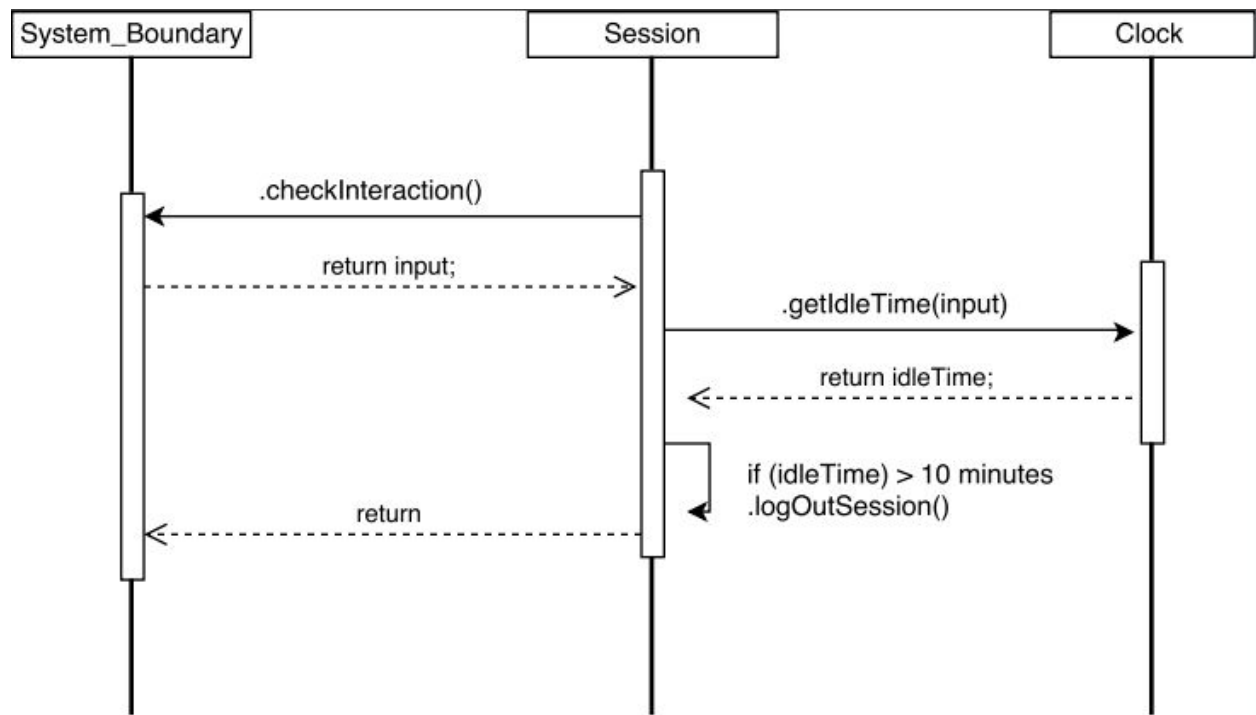 System_Boundary
Session
Clock
.checkInteraction()
return input;
.getIdleTime(input)
return idleTime;
if (idleTime) > 10 minutes
.logOutSession()
return